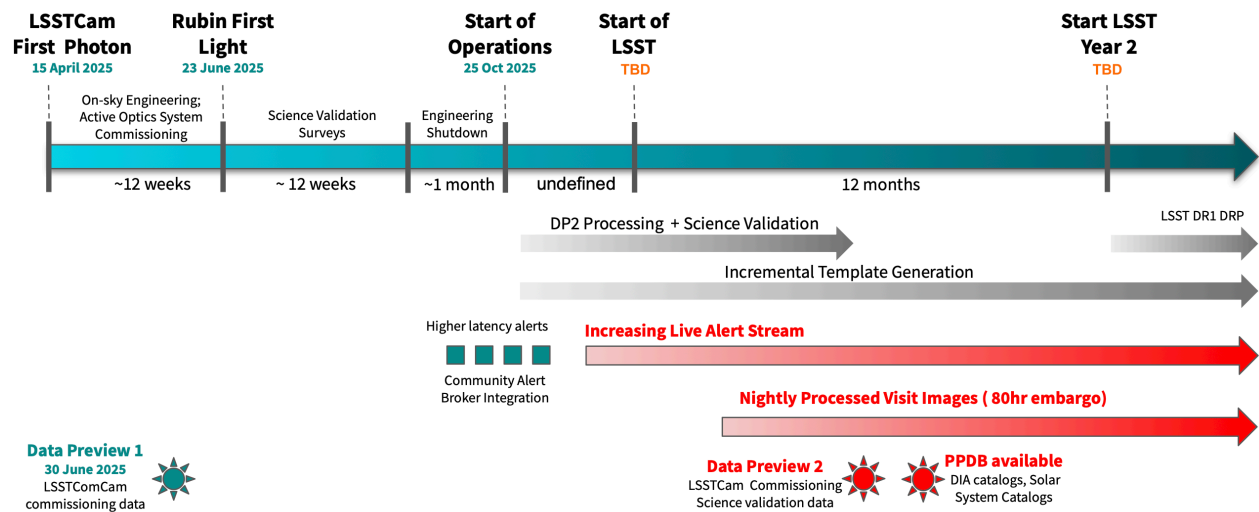 LSSTCam
First Photon
15 April 2025
Rubin First
Light
23 June 2025
Start of
Operations
25 Oct 2025
Start of
LSST
TBD
Start LSST
Year 2
TBD
On-sky Engineering;
Active Optics System
Commissioning
Science Validation
Surveys
Engineering
Shutdown
~12 weeks
~ 12 weeks
~1 month
undefined
12 months
DP2 Processing + Science Validation
LSST DR1 DRP
Incremental Template Generation
Higher latency alerts
Increasing Live Alert Stream
Community Alert
Broker Integration
Nightly Processed Visit Images ( 80hr embargo)
Data Preview 1
30 June 2025
LSSTComCam
commissioning data
Data Preview 2
LSSTCam Commissioning
Science validation data
PPDB available
DIA catalogs, Solar
System Catalogs